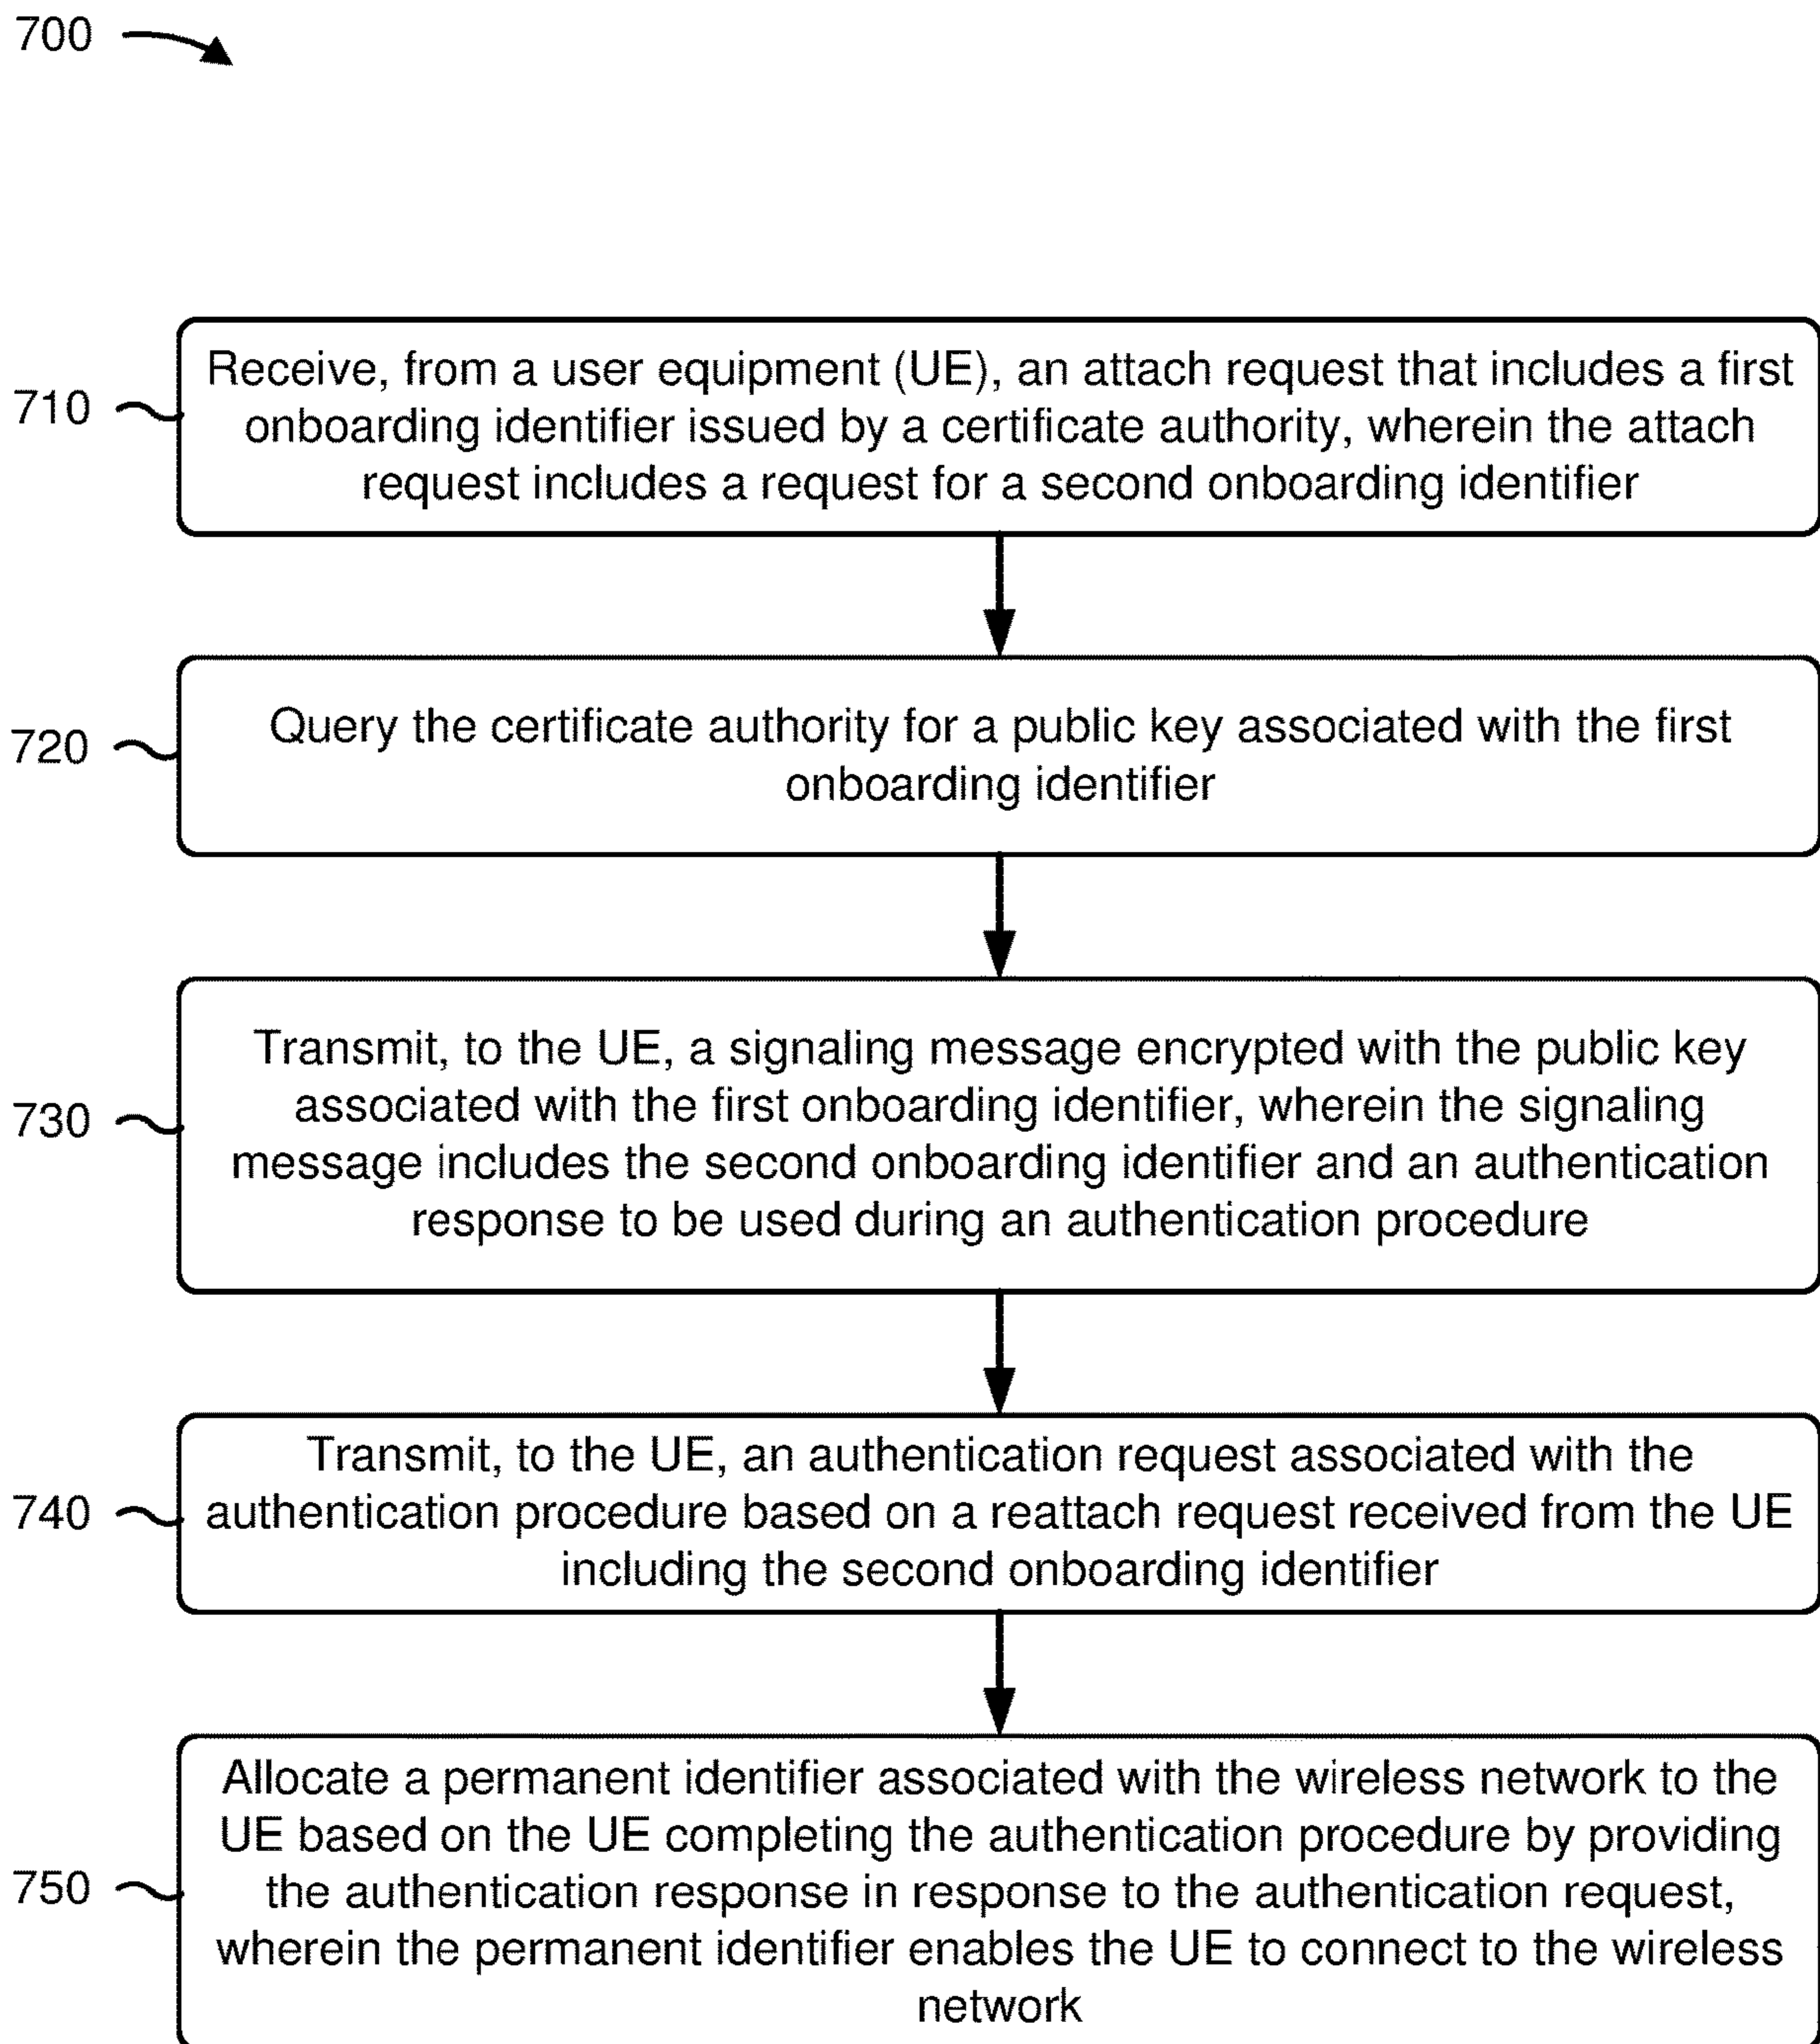 700
710
Receive, from a user equipment (UE), an attach request that includes a first
onboarding identifier issued by a certificate authority, wherein the attach
request includes a request for a second onboarding identifier
720
Query the certificate authority for a public key associated with the first
onboarding identifier
730
Transmit, to the UE, a signaling message encrypted with the public key
associated with the first onboarding identifier, wherein the signaling
message includes the second onboarding identifier and an authentication
response to be used during an authentication procedure
740
Transmit, to the UE, an authentication request associated with the
authentication procedure based on a reattach request received from the UE
including the second onboarding identifier
750
Allocate a permanent identifier associated with the wireless network to the
UE based on the UE completing the authentication procedure by providing
the authentication response in response to the authentication request,
wherein the permanent identifier enables the UE to connect to the wireless
network